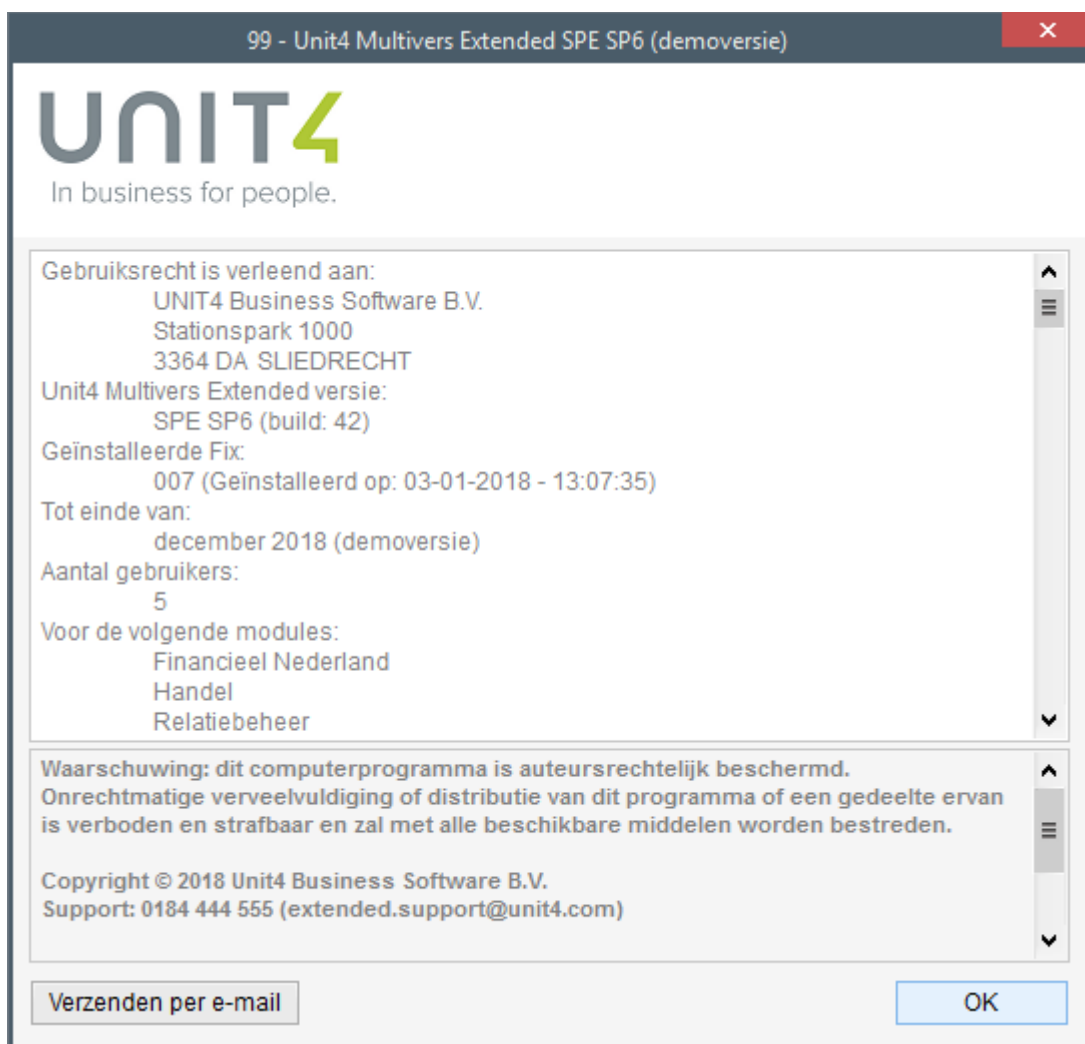 99 - Unit4 Multivers Extended SPE SP6 (demoversie)
UNIT4
In business for people.
Gebruiksrecht is verleend aan:
UNIT4 Business Software B.V.
Stationspark 1000
3364 DA SLIEDRECHT
Unit4 Multivers Extended versie:
SPE SP6 (build: 42)
Geïnstalleerde Fix:
007 (Geïnstalleerd op: 03-01-2018 - 13:07:35)
Tot einde van:
december 2018 (demoversie)
Aantal gebruikers:
5
Voor de volgende modules:
Financieel Nederland
Handel
Relatiebeheer
Waarschuwing: dit computerprogramma is auteursrechtelijk beschermd.
Onrechtmatige verveelvuldiging of distributie van dit programma of een gedeelte ervan
is verboden en strafbaar en zal met alle beschikbare middelen worden bestreden.
Copyright © 2018 Unit4 Business Software B.V.
Support: 0184 444 555 (extended.support@unit4.com)
Verzenden per e-mail
OK